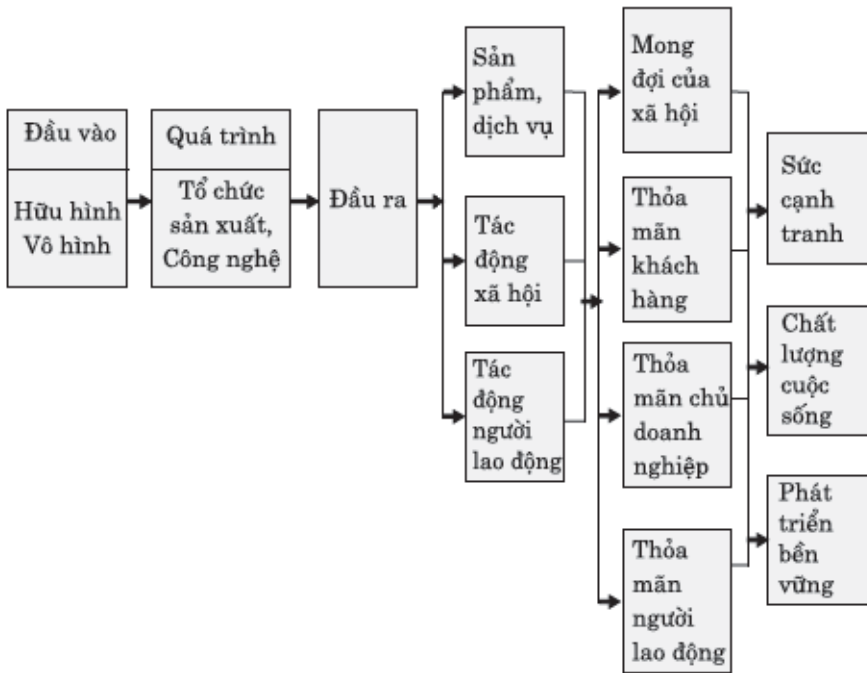 Đầu vào
Hữu hình
Vô hình
Quá trình
Tổ chức
sản xuất,
Công nghệ
Đầu ra
Sản
phẩm,
dịch vụ
Tác
động
xã hội
Tác
động
người
lao động
Mong
đợi của
xã hội
Thỏa
mãn
khách
hàng
Thỏa
mãn chủ
doanh
nghiệp
Thỏa
mãn
người
lao động
Sức
cạnh
tranh
Chất
lượng
cuộc
sống
Phát
triển
bền
vững